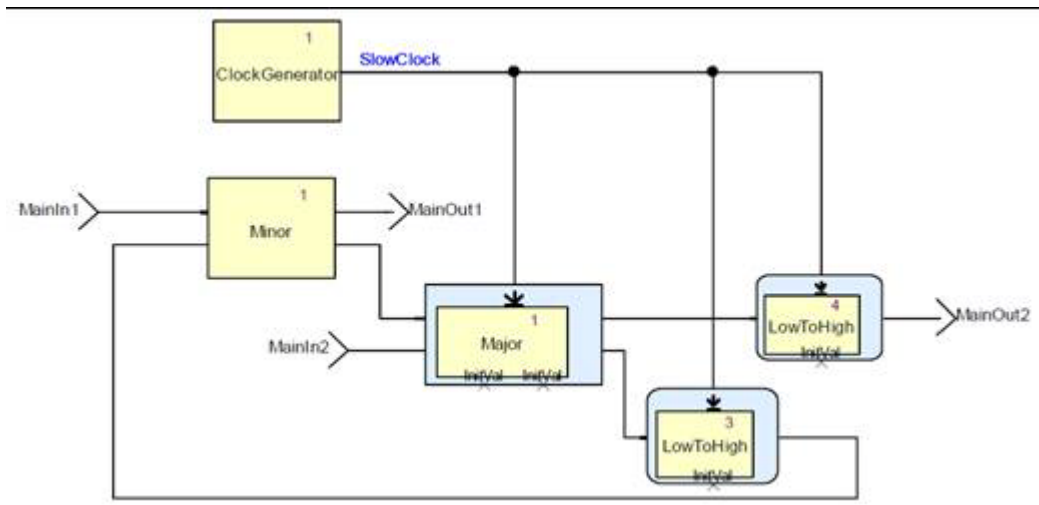 1
ClockGenerator
SlowClock
MainIn1
1
Minor
MainOut1
MainIn2
1
Major
InitVal InitVal
4
LowToHigh
InitVal
MainOut2
3
LowToHigh
InitVal